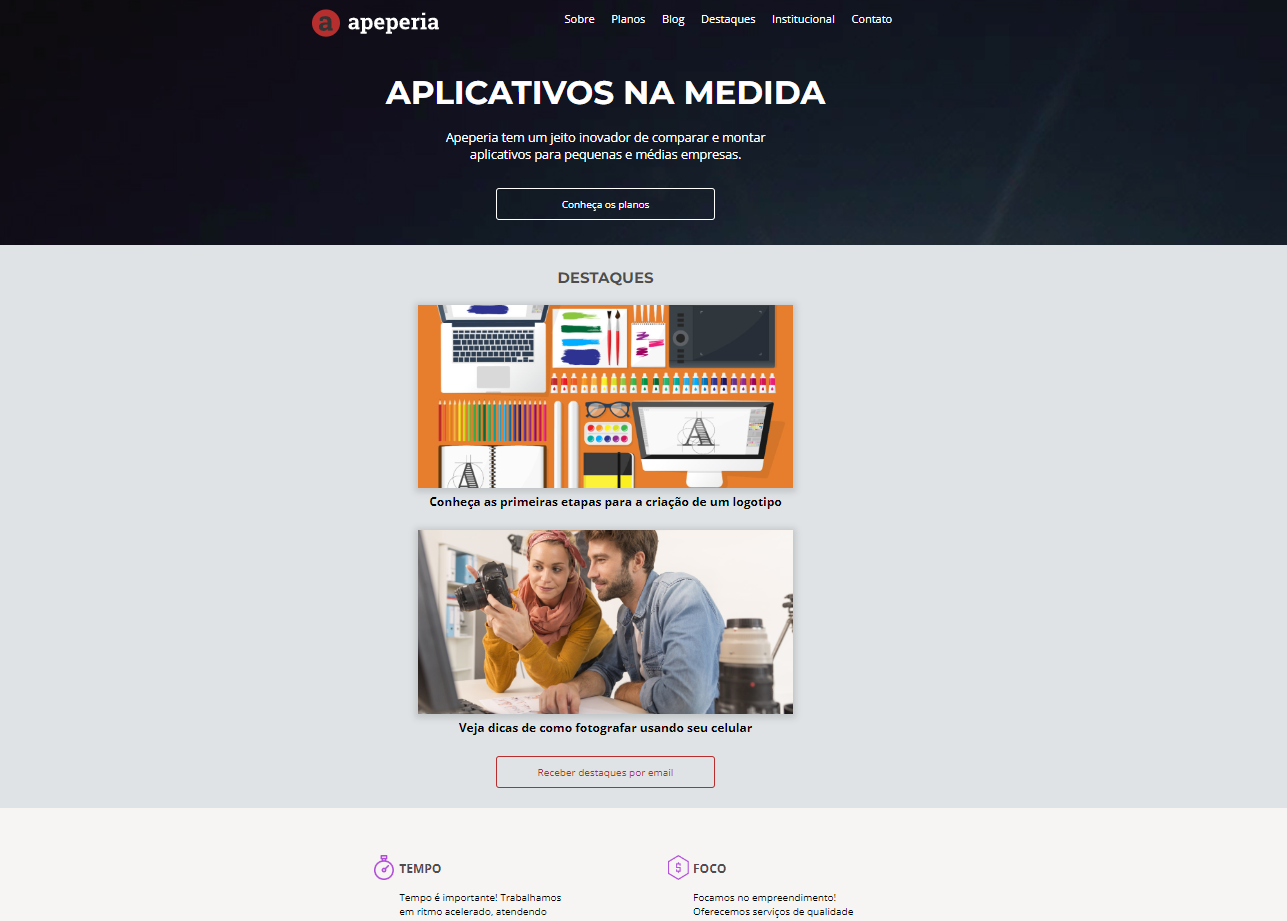 a apeperia
Sobre Planos Blog Destaques Institucional Contato
APLICATIVOS NA MEDIDA
Apeperia tem um jeito inovador de comparar e montar
aplicativos para pequenas e médias empresas.
Conheça os planos
DESTAQUES
A
A
Conheça as primeiras etapas para a criação de um logotipo
Veja dicas de como fotografar usando seu celular
Receber destaques por email
TEMPO
Tempo é importante! Trabalhamos
em ritmo acelerado, atendendo
$ FOCO
Focamos no empreendimento!
Oferecemos serviços de qualidade